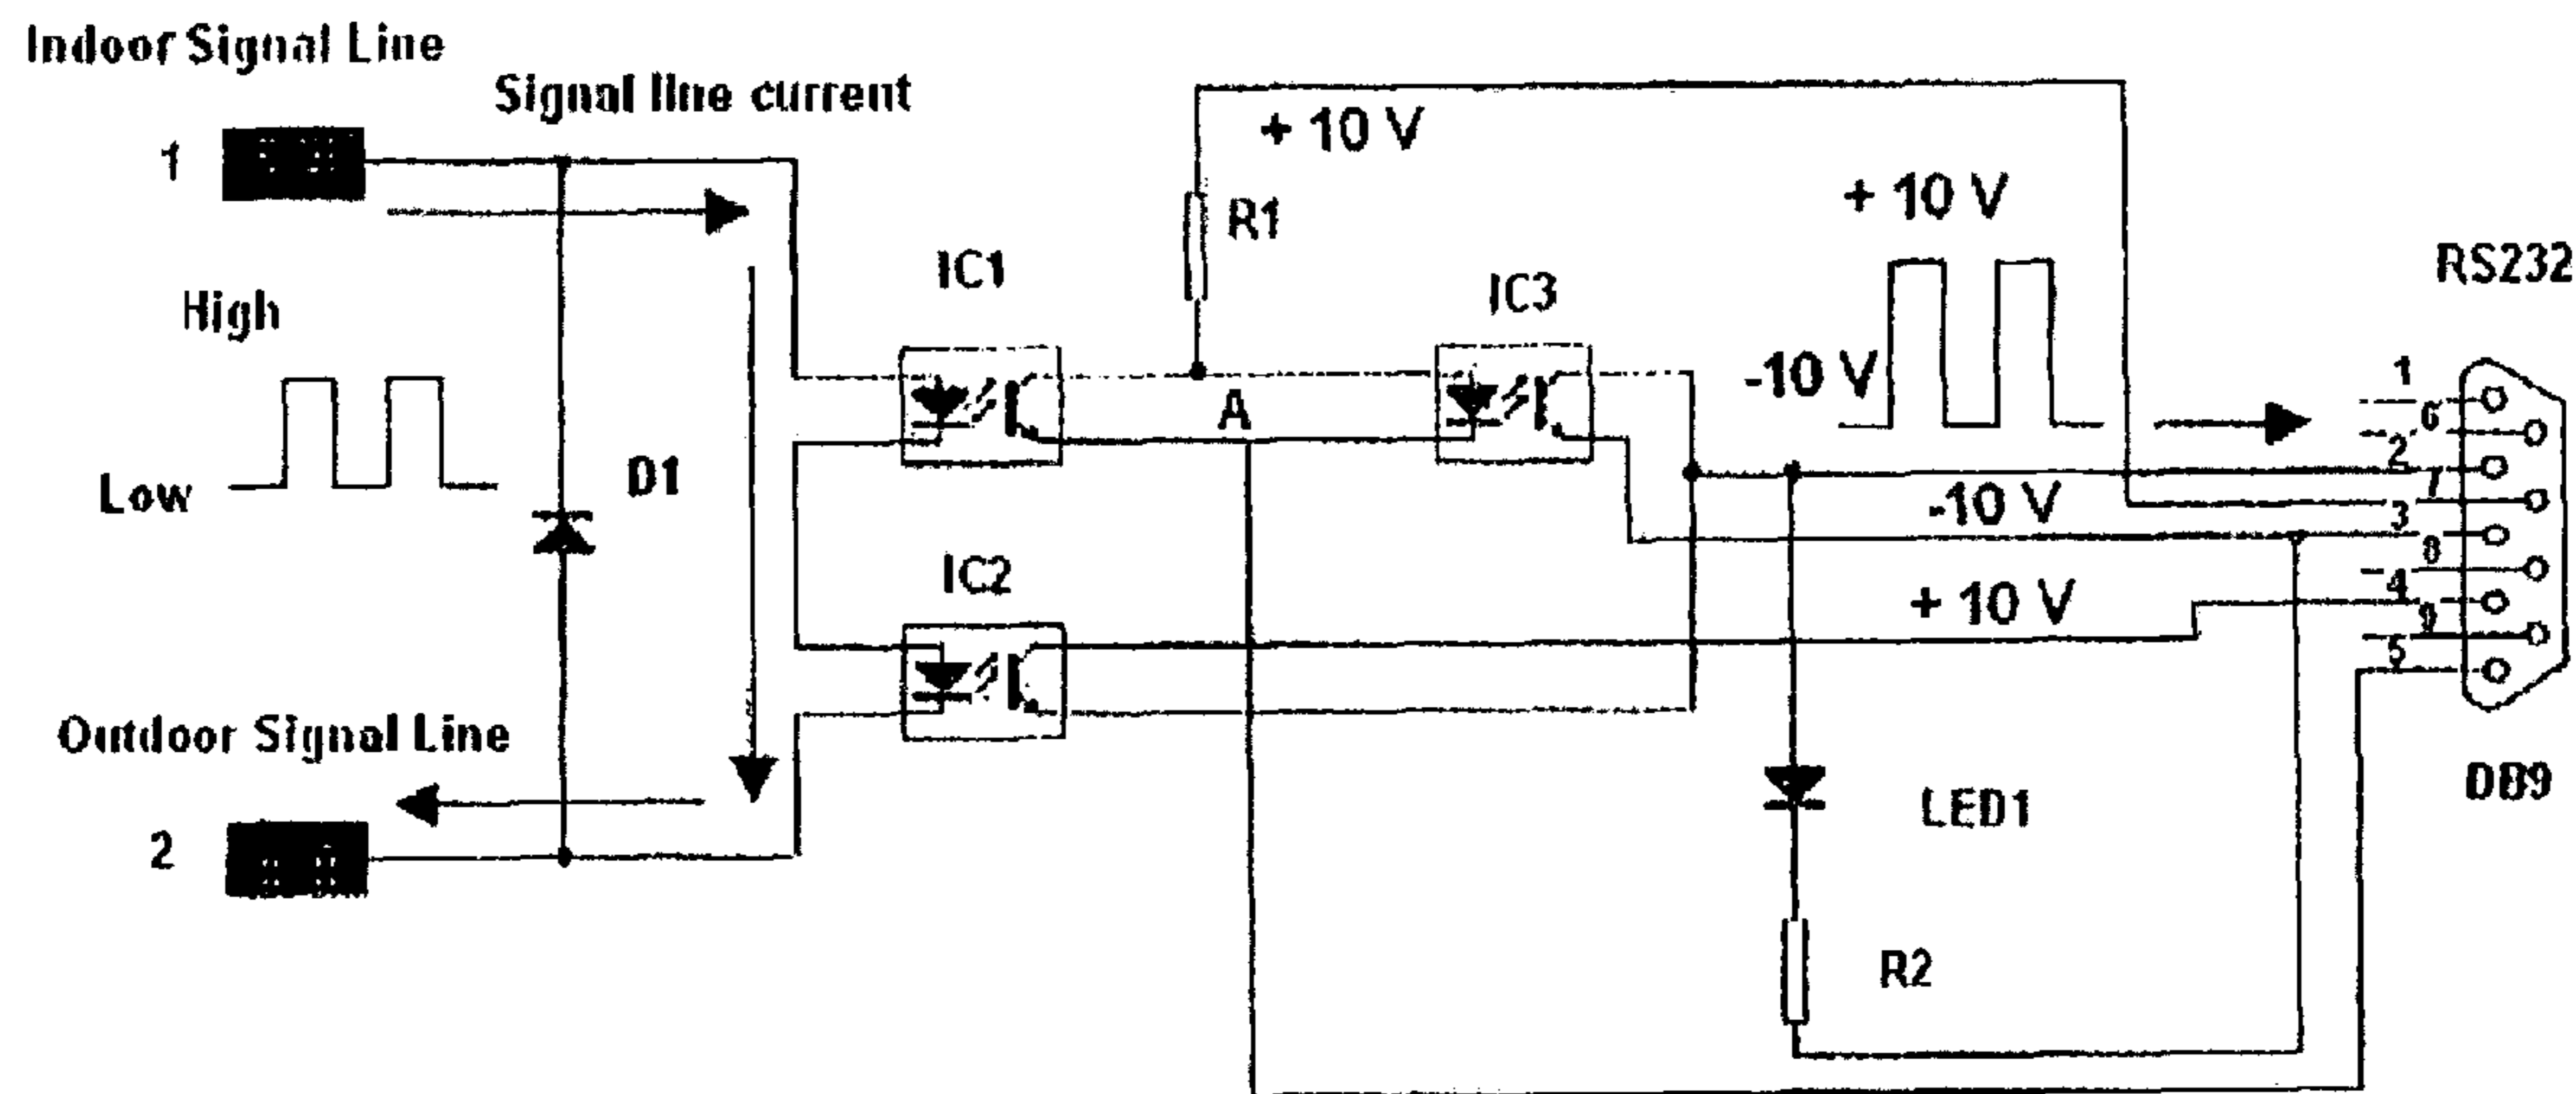 Indoor Signal Line
Signal line current
1
High
Low
D1
Outdoor Signal Line
2
IC1
IC2
+ 10 V
R1
A
IC3
+ 10 V
-10 V
-10 V
+ 10 V
LED1
R2
RS232
1
6
2
7
3
8
4
9
5
DB9